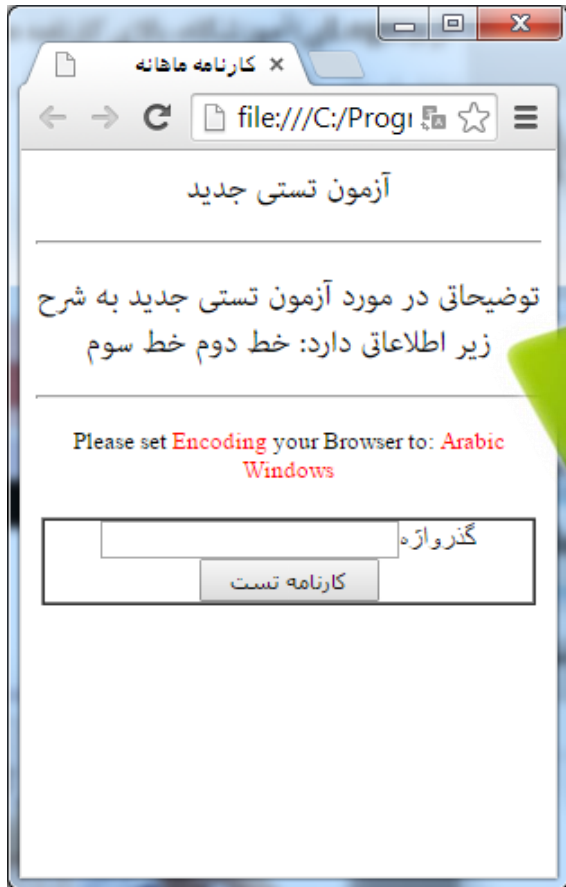 کارنامه ماهانه
file:///C:/Progr
آزمون تستی جدید
توضیحاتی در مورد آزمون تستی جدید به شرح
زیر اطلاعاتی دارد: خط دوم خط سوم
Please set Encoding your Browser to: Arabic
Windows
گذرواژه
کارنامه تست